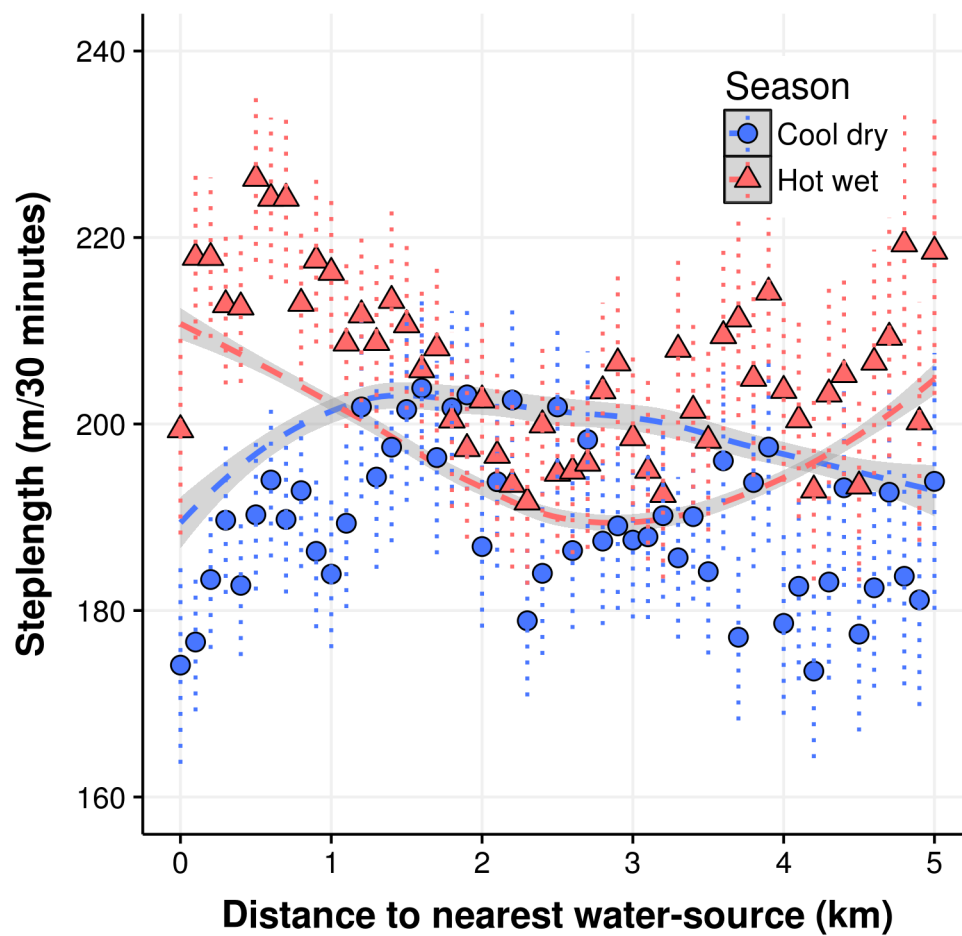 240
220
200
180
160
Steplength (m/30 minutes)
Season
Cool dry
Hot wet
0 1 2 3 4 5
Distance to nearest water-source (km)